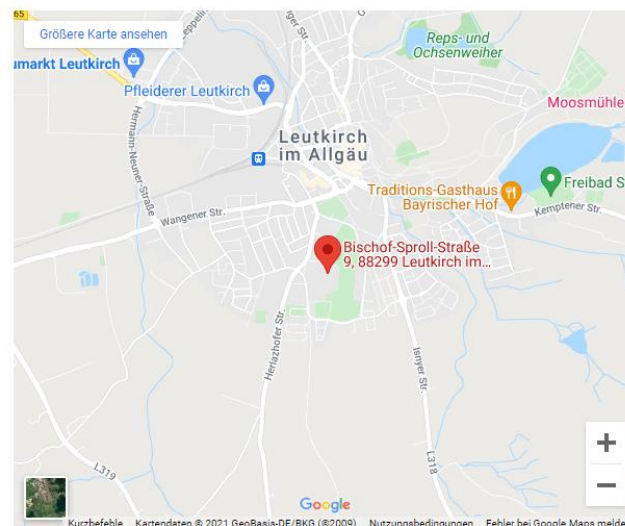 65
Größere Karte ansehen
Reps- und
Ochsenweiher
umarkt Leutkirch
Pfleiderer Leutkirch
Moosmühle
Hermann-Neuner-Straße
Leutkirch
im Allgäu
Freibad S
Traditions-Gasthaus
Bayrischer Hof
Kemptener Str.
Wangener Str.
Bischof-Sproll-Straße
9, 88299 Leutkirch im...
Herlazhofer Str.
Isnyer Str.
L319
L318
+
−
Google
Kurzbefehle Kartendaten © 2021 GeoBasis-DE/BKG (©2009) Nutzungsbedingungen Fehler bei Google Maps melde